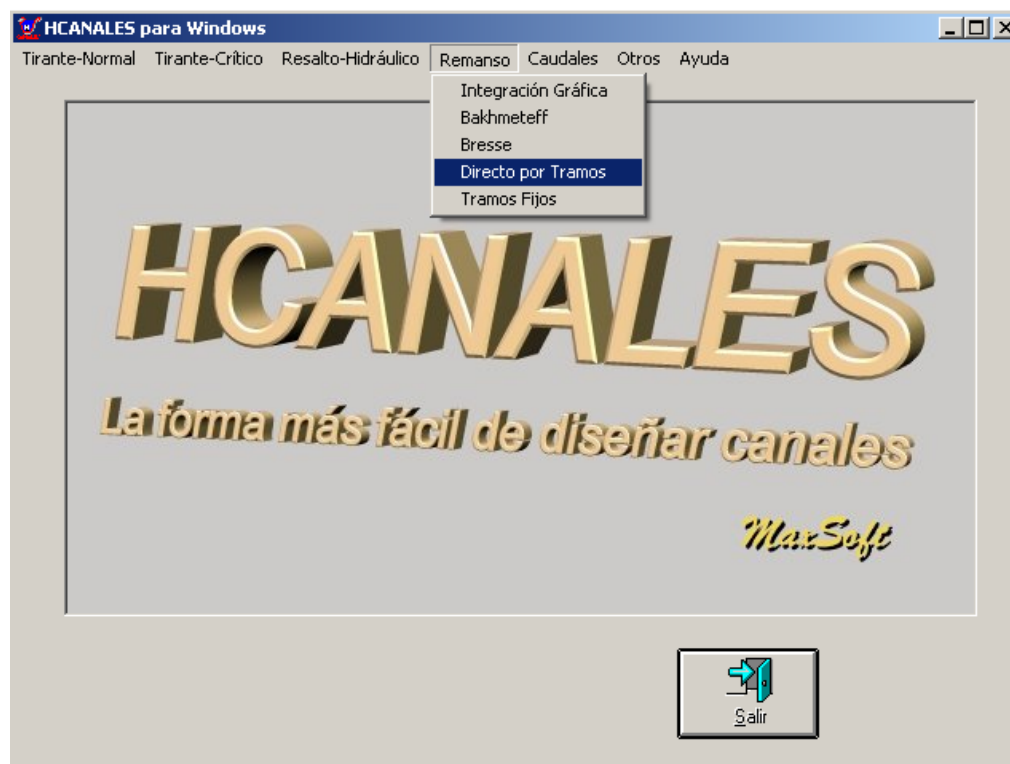 HCANALES para Windows
Tirante-Normal Tirante-Crítico Resalto-Hidráulico Remanso Caudales Otros Ayuda
Integración Gráfica
Bakhmeteff
Bresse
Directo por Tramos
Tramos Fijos
HCANALES
La forma más fácil de diseñar canales
MaxSoft
Salir